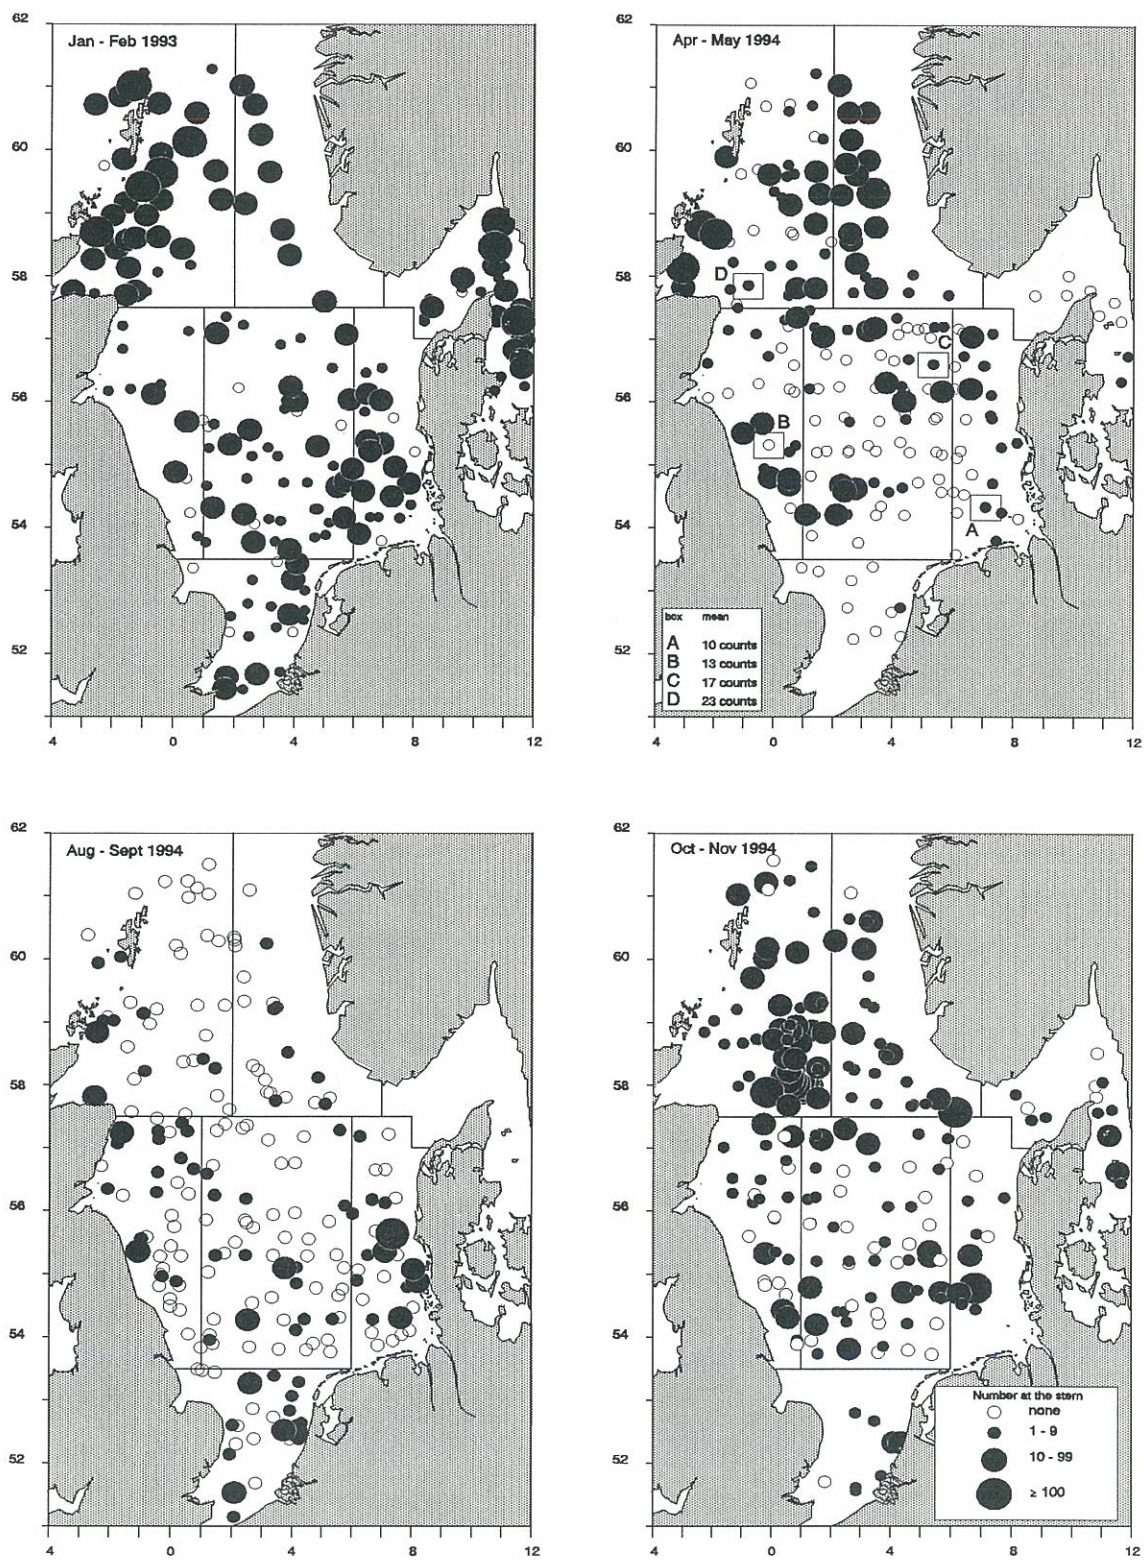 62
Jan - Feb 1993
60
58
56
54
52
4 0 4 8 12
62
Apr - May 1994
60
58
D
C
56
B
54
A
box mean
A 10 counts
B 13 counts
C 17 counts
D 23 counts
52
4 0 4 8 12
62
Aug - Sept 1994
60
58
56
54
52
4 0 4 8 12
62
Oct - Nov 1994
60
58
56
54
Number at the stern
none
1 - 9
10 - 99
≥ 100
52
4 0 4 8 12